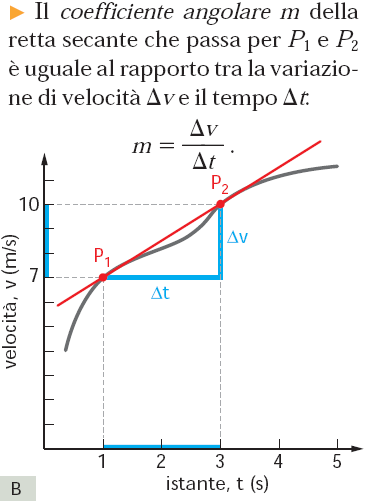 ► Il coefficiente angolare m della
retta secante che passa per P₁ e P₂
è uguale al rapporto tra la variazio-
ne di velocità Δv e il tempo Δt:
m = Δv / Δt .
P₂
10
P₁
Δv
7
Δt
velocità, v (m/s)
1 2 3 4 5
istante, t (s)
B